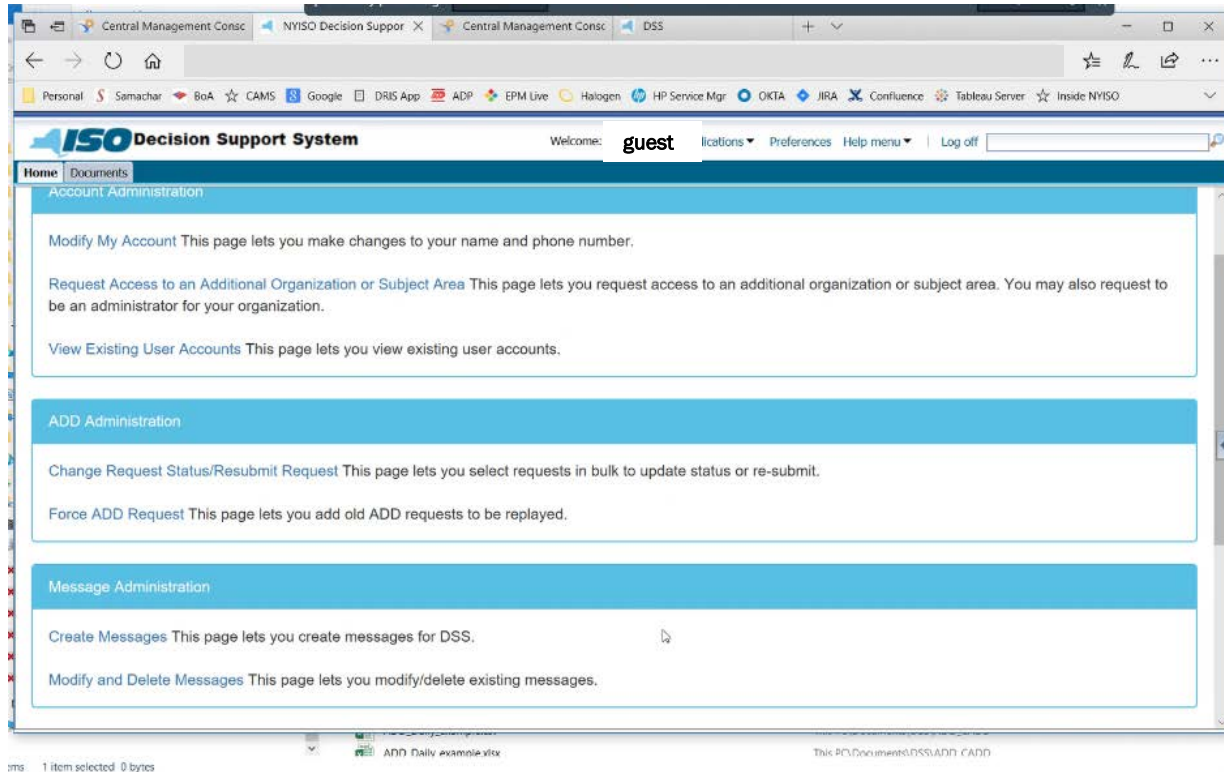 Central Management Consc
NYISO Decision Suppor
Central Management Consc
DSS
Personal
Samachar
BoA
CAMS
Google
DRIS App
ADP
EPM Live
Halogen
HP Service Mgr
OKTA
JIRA
Confluence
Tableau Server
Inside NYISO
ISO Decision Support System
Welcome: guest lications Preferences Help menu | Log off
Home Documents
Account Administration
Modify My Account This page lets you make changes to your name and phone number.
Request Access to an Additional Organization or Subject Area This page lets you request access to an additional organization or subject area. You may also request to
be an administrator for your organization.
View Existing User Accounts This page lets you view existing user accounts.
ADD Administration
Change Request Status/Resubmit Request This page lets you select requests in bulk to update status or re-submit.
Force ADD Request This page lets you add old ADD requests to be replayed.
Message Administration
Create Messages This page lets you create messages for DSS.
Modify and Delete Messages This page lets you modify/delete existing messages.
ADD_Daily_example.xlsx This PC\Documents\DSS\ADD_CADD
ems 1 item selected 0 bytes